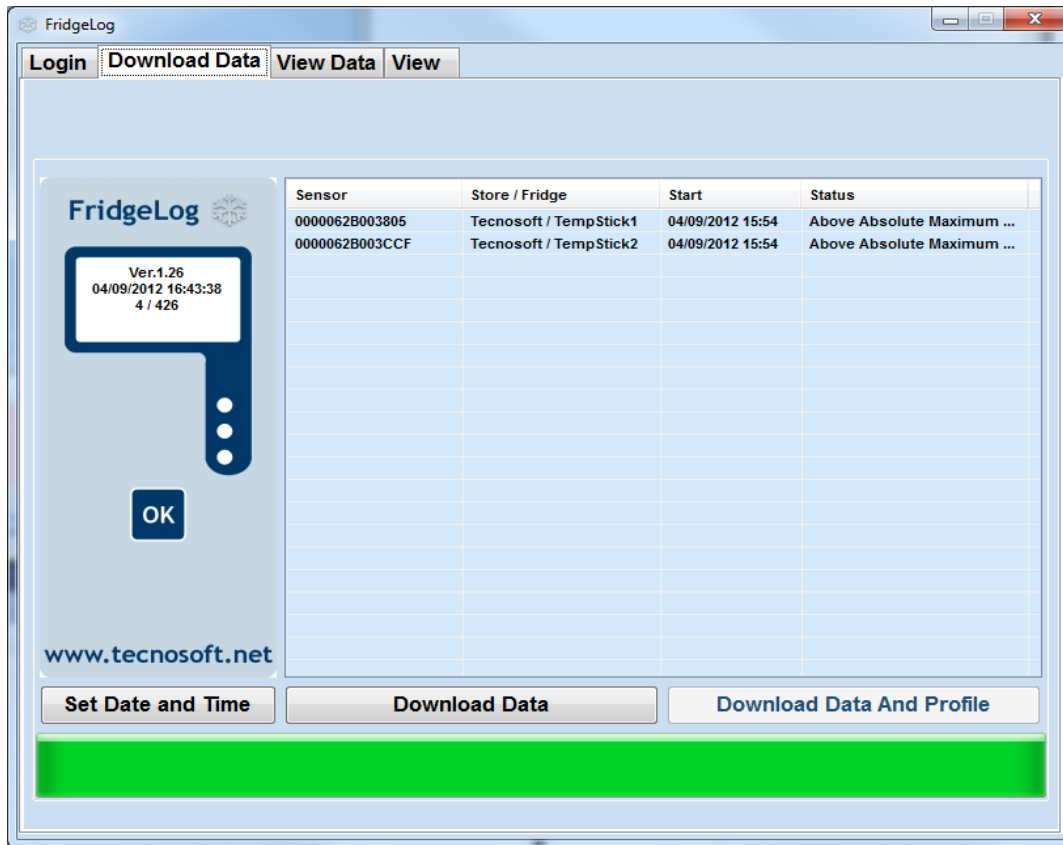 FridgeLog
Login Download Data View Data View
FridgeLog
Ver.1.26
04/09/2012 16:43:38
4 / 426
OK
www.tecnosoft.net
Sensor Store / Fridge Start Status
0000062B003805 Tecnosoft / TempStick1 04/09/2012 15:54 Above Absolute Maximum ...
0000062B003CCF Tecnosoft / TempStick2 04/09/2012 15:54 Above Absolute Maximum ...
Set Date and Time Download Data Download Data And Profile